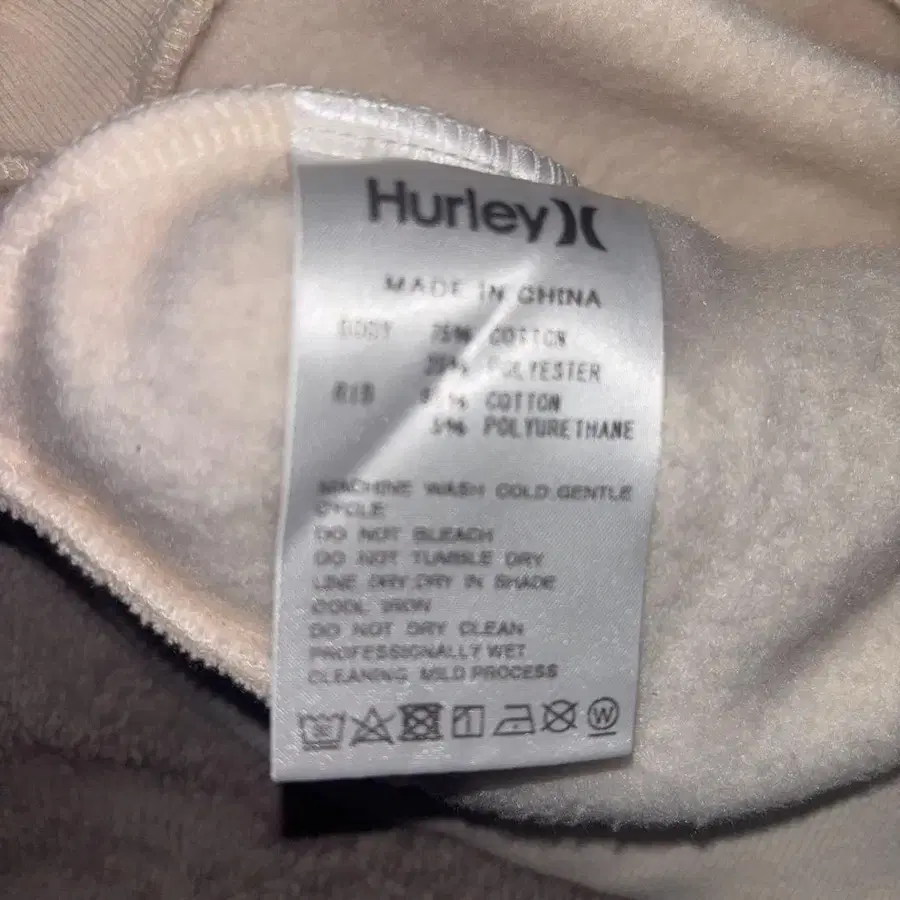 Hurley
MADE IN CHINA
BODY 75% COTTON
25% POLYESTER
RIB 95% COTTON
5% POLYURETHANE
MACHINE WASH COLD GENTLE
CYCLE
DO NOT BLEACH
DO NOT TUMBLE DRY
LINE DRY DRY IN SHADE
COOL IRON
DO NOT DRY CLEAN
PROFESSIONALLY WET
CLEANING MILD PROCESS
W